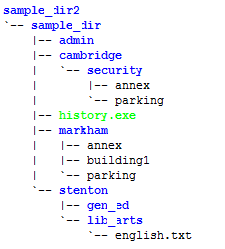 sample_dir2
`-- sample_dir
    |-- admin
    |-- cambridge
    |   `-- security
    |       |-- annex
    |       `-- parking
    |-- history.exe
    |-- markham
    |   |-- annex
    |   |-- building1
    |   `-- parking
    `-- stenton
        |-- gen_ed
        `-- lib_arts
            `-- english.txt